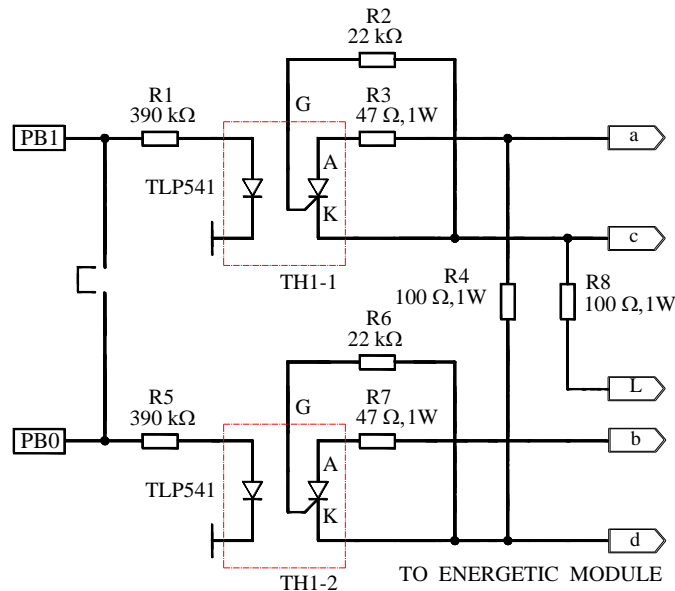 R2
22 kΩ
R1
390 kΩ
G
R3
47 Ω,1W
PB1
a
A
TLP541
K
c
TH1-1
R4
100 Ω,1W
R8
100 Ω,1W
R6
22 kΩ
L
R5
390 kΩ
G
R7
47 Ω,1W
PB0
b
A
TLP541
K
d
TH1-2
TO ENERGETIC MODULE